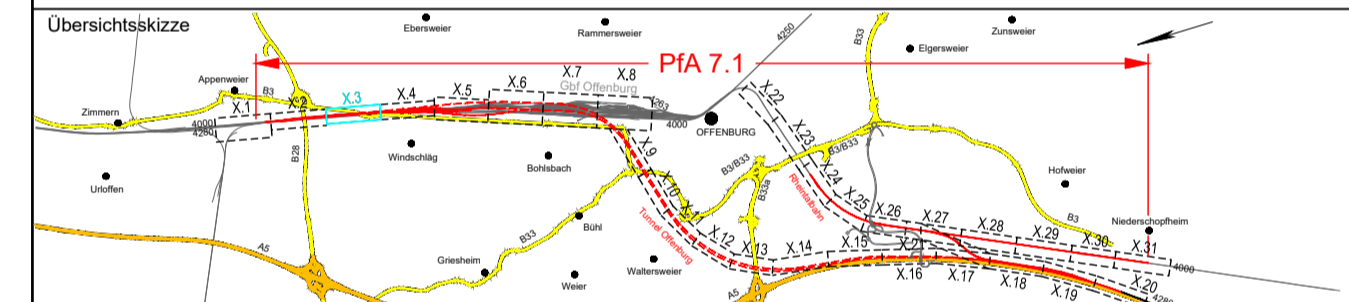 Übersichtsskizze
Ebersweier
Rammersweier
4250
B33
Zunsweier
Elgersweier
PfA 7.1
Appenweier
B3
Zimmern
X.1
X.2
X.3
X.4
X.5
X.6
X.7
X.8
Gbf Offenburg
4263
4000
4280
4000
OFFENBURG
X.22
B28
Windschläg
Bohlsbach
X.9
B3/B33
B3/B33
X.23
X.24
Hofweier
Urloffen
X.10
B33a
Rheintalbahn
X.25
X.26
X.27
X.28
X.29
X.30
X.31
B3
Niederschopfheim
4000
Tunnel Offenburg
X.11
X.12
X.13
X.14
X.15
X.21
X.16
X.17
X.18
X.19
X.20
4280
A5
B33
Bühl
Griesheim
Weier
Waltersweier
A5